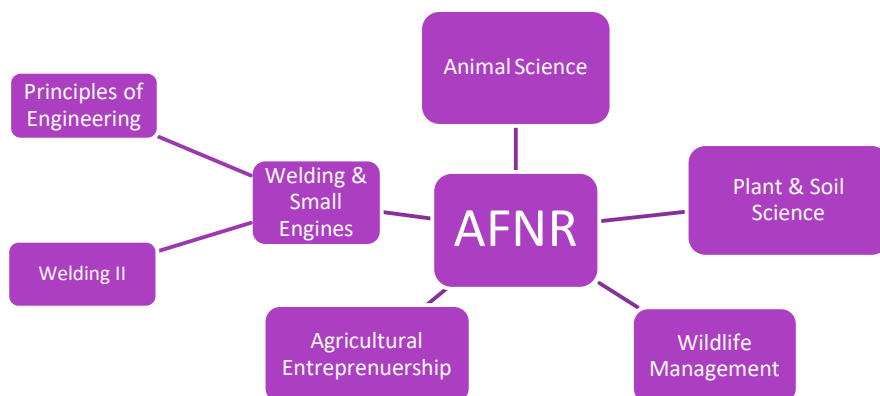 Animal Science
Principles of
Engineering
Welding &
Small
Engines
AFNR
Plant & Soil
Science
Welding II
Agricultural
Entreprenuership
Wildlife
Management